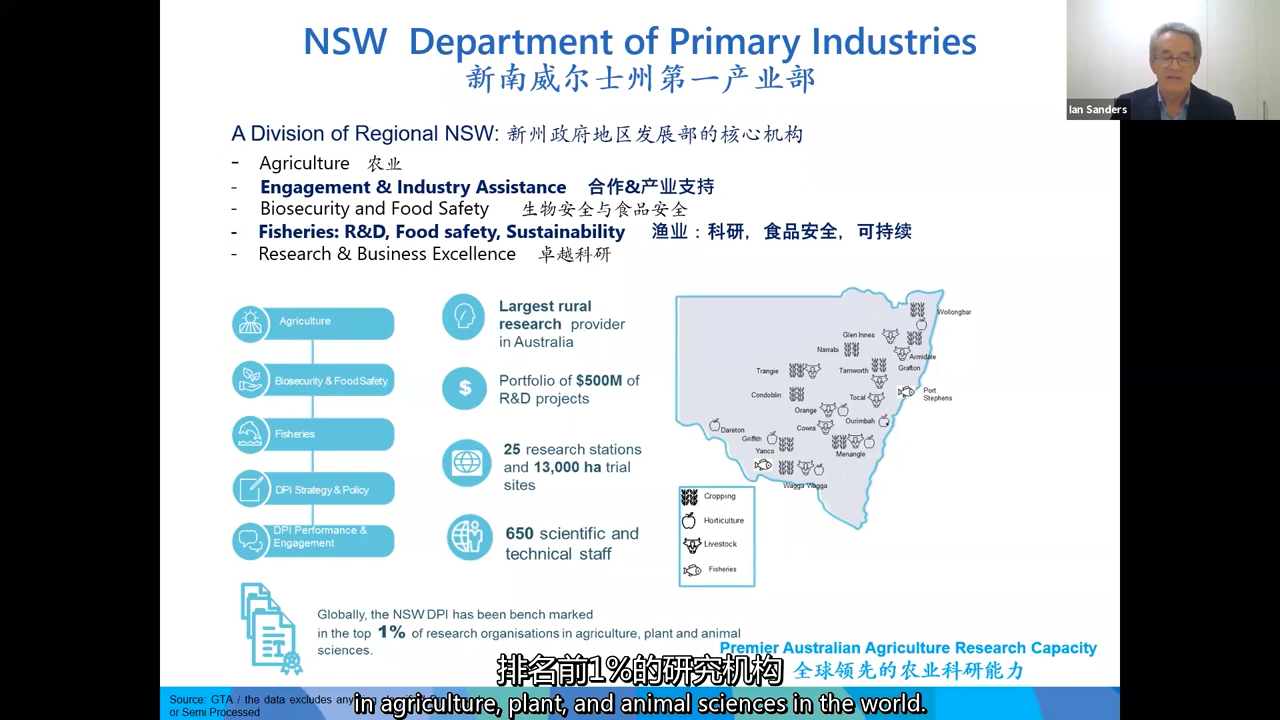 NSW Department of Primary Industries
新南威尔士州第一产业部
Ian Sanders
A Division of Regional NSW: 新州政府地区发展部的核心机构
- Agriculture 农业
- Engagement & Industry Assistance 合作&产业支持
- Biosecurity and Food Safety 生物安全与食品安全
- Fisheries: R&D, Food safety, Sustainability 渔业：科研，食品安全，可持续
- Research & Business Excellence 卓越科研
Agriculture
Biosecurity & Food Safety
Fisheries
DPI Strategy & Policy
DPI Performance &
Engagement
Largest rural
research provider
in Australia
$
Portfolio of $500M of
R&D projects
25 research stations
and 13,000 ha trial
sites
650 scientific and
technical staff
Wollongbar
Glen Innes
Narrabi
Armidale
Trangie
Tamworth
Grafton
Port
Stephens
Condoblin
Tocal
Orange
Ourimbah
Dareton
Cowra
Griffith
Yanco
Menangle
Wagga Wagga
Cropping
Horticulture
Livestock
Fisheries
Globally, the NSW DPI has been bench marked
in the top 1% of research organisations in agriculture, plant and animal
sciences.
Premier Australian Agriculture Research Capacity
全球领先的农业科研能力
排名前1%的研究机构
in agriculture, plant, and animal sciences in the world.
Source: GTA / the data excludes
or Semi Processed